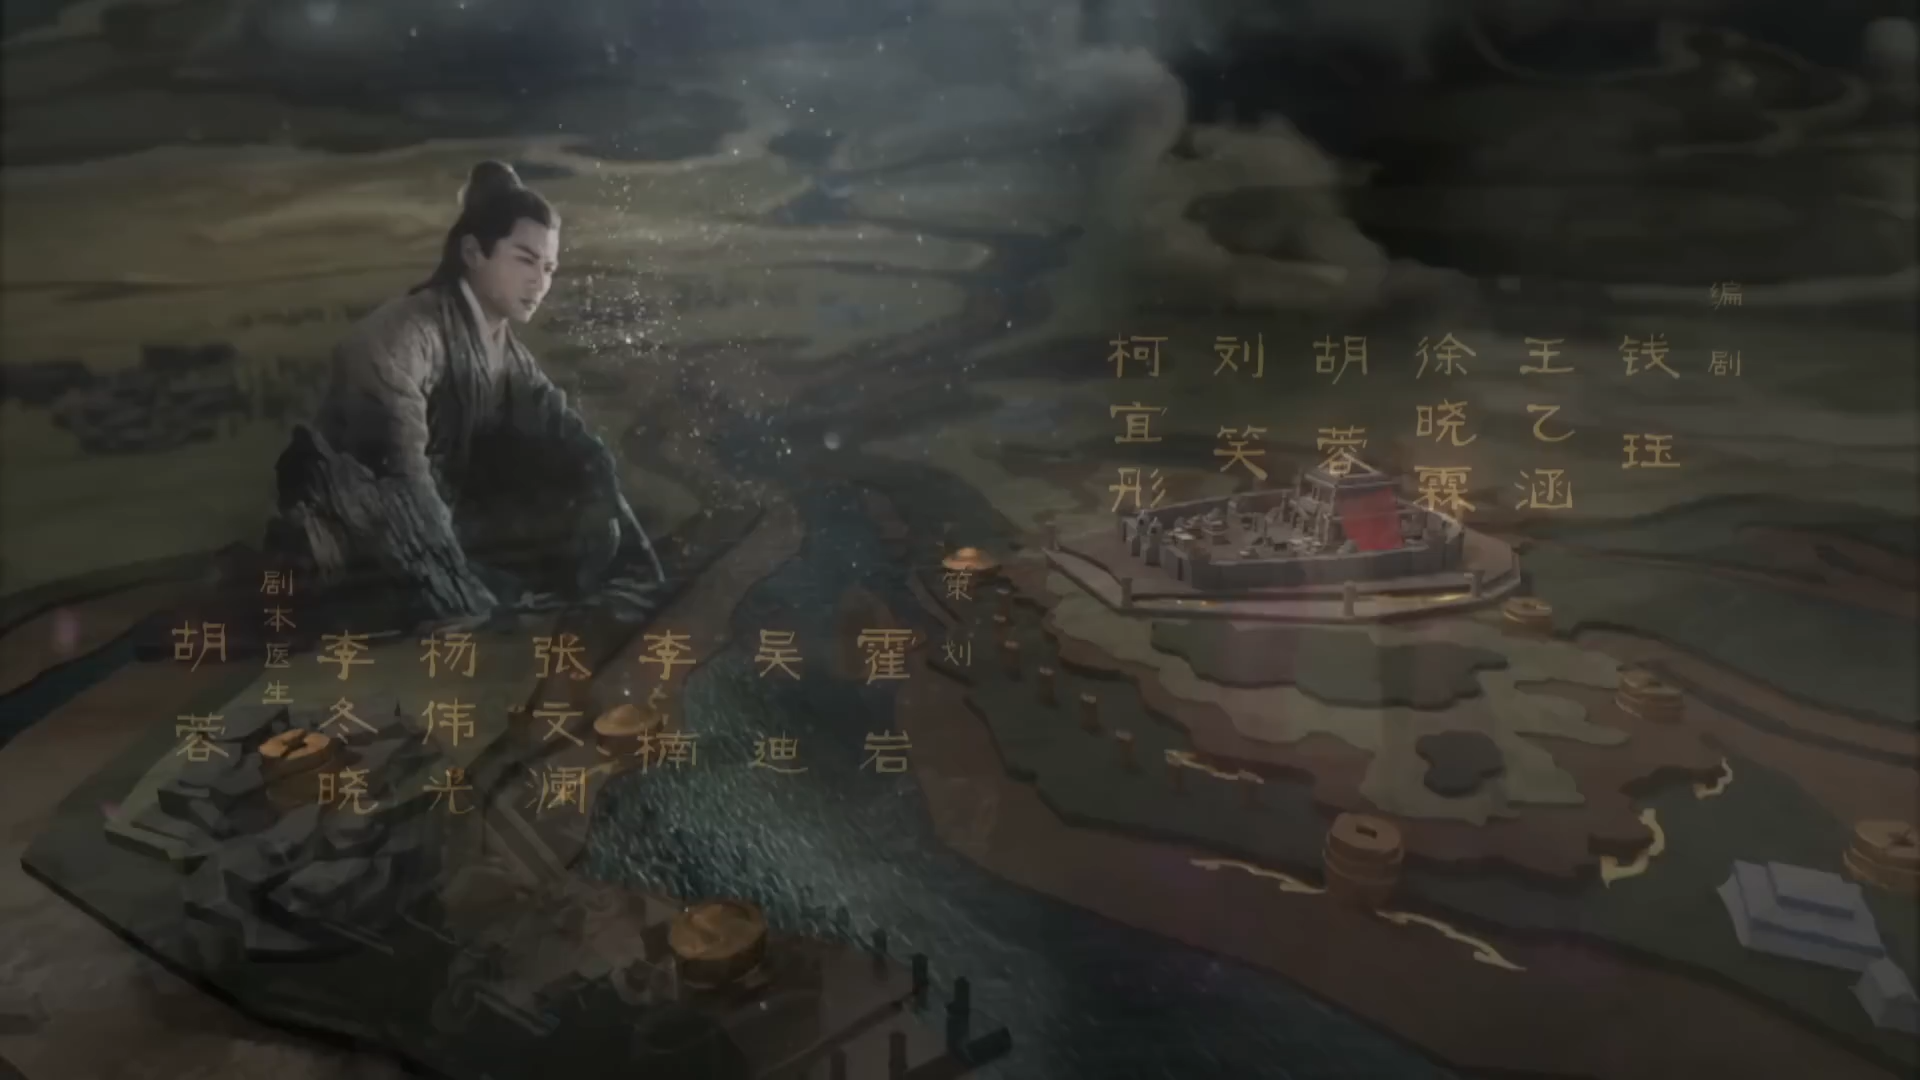 编剧
钱珏
王乙涵
徐晓霖
胡蓉
刘笑
柯宜彤
策划
霍岩
吴迪
李楠
张文澜
杨伟光
李冬晓
剧本医生
胡蓉